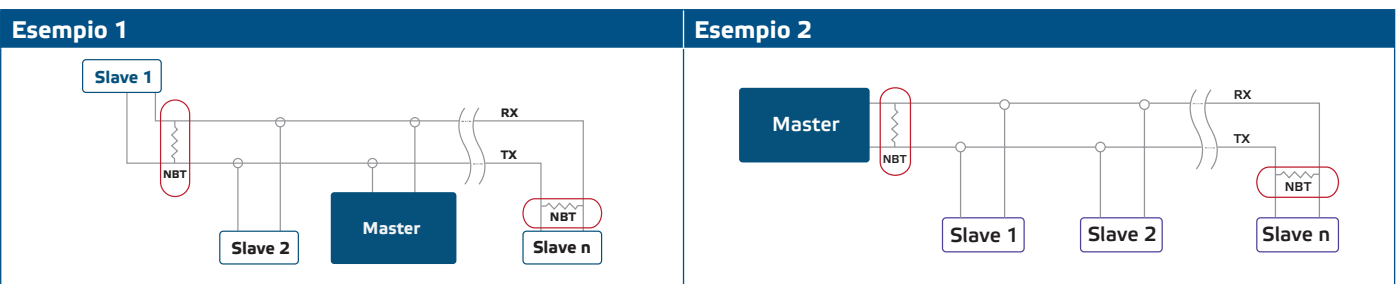 Esempio 1
Slave 1
RX
TX
NBT
NBT
Master
Slave 2
Slave n
Esempio 2
RX
Master
TX
NBT
NBT
Slave 1
Slave 2
Slave n